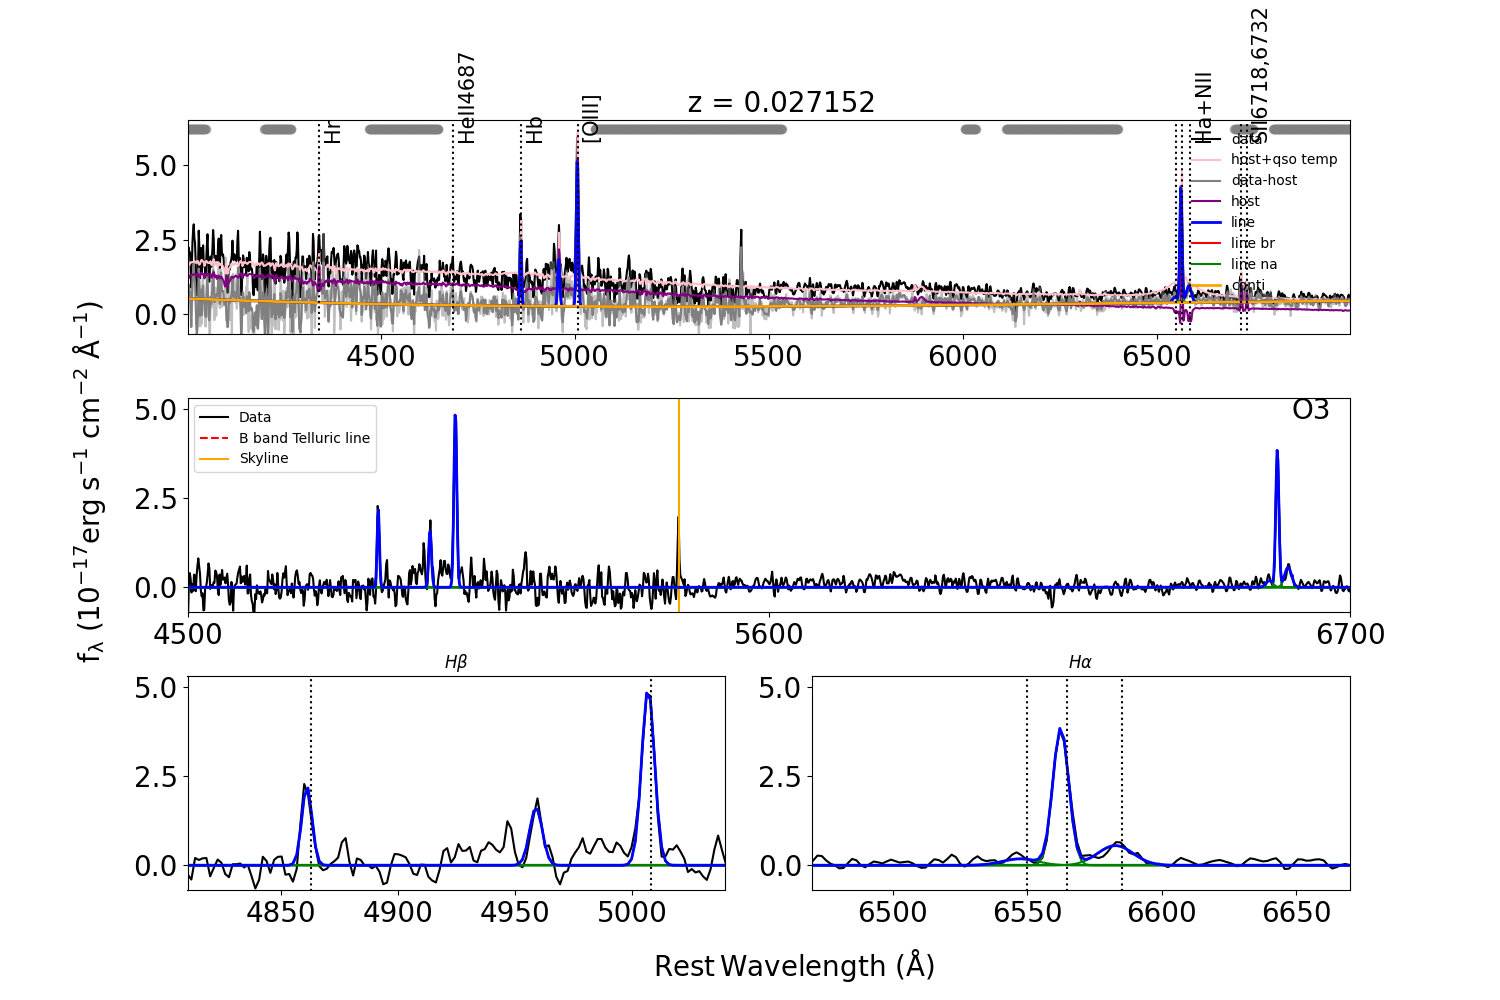 z = 0.027152
Hr
HeII4687
Hb
[OIII]
Ha+NII
SII6718,6732
data
host+qso temp
data-host
host
line
line br
line na
conti
5.0
2.5
0.0
4500
5000
5500
6000
6500
f_λ (10^{-17}erg s^{-1} cm^{-2} Å^{-1})
5.0
2.5
0.0
Data
B band Telluric line
Skyline
O3
4500
5600
6700
Hβ
5.0
2.5
0.0
4850
4900
4950
5000
Hα
5.0
2.5
0.0
6500
6550
6600
6650
Rest Wavelength (Å)